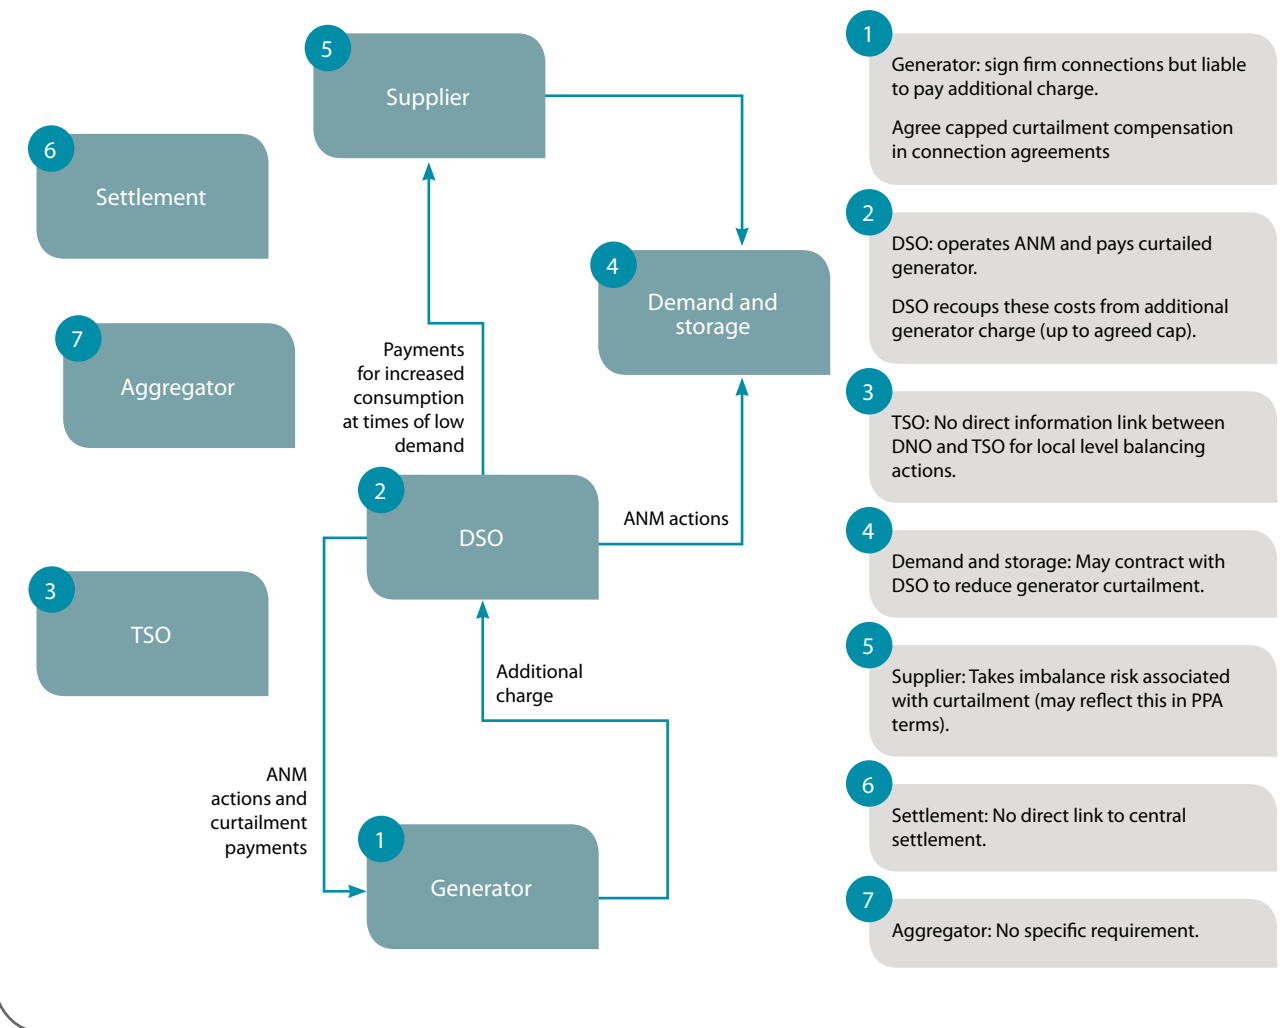 5
Supplier
6
Settlement
4
Demand and
storage
7
Aggregator
Payments
for increased
consumption
at times of low
demand
2
DSO
ANM actions
3
TSO
Additional
charge
ANM
actions and
curtailment
payments
1
Generator
1
Generator: sign firm connections but liable
to pay additional charge.
Agree capped curtailment compensation
in connection agreements
2
DSO: operates ANM and pays curtailed
generator.
DSO recoups these costs from additional
generator charge (up to agreed cap).
3
TSO: No direct information link between
DNO and TSO for local level balancing
actions.
4
Demand and storage: May contract with
DSO to reduce generator curtailment.
5
Supplier: Takes imbalance risk associated
with curtailment (may reflect this in PPA
terms).
6
Settlement: No direct link to central
settlement.
7
Aggregator: No specific requirement.